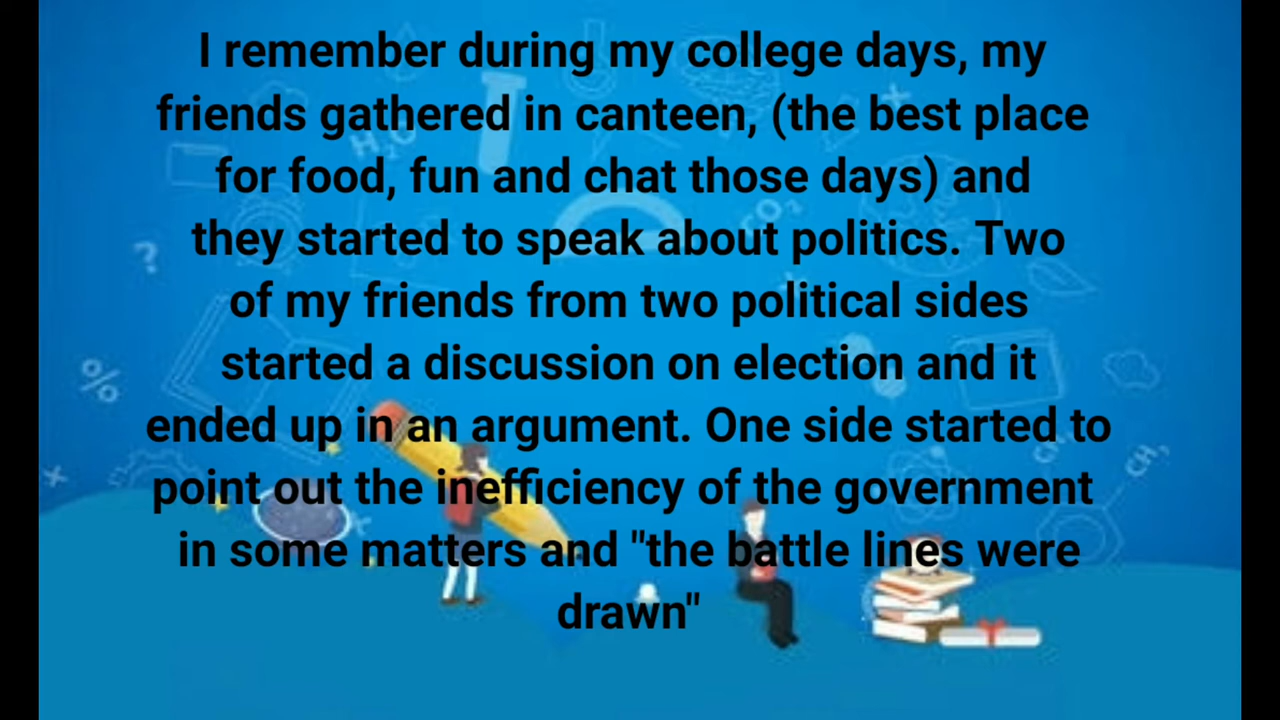 I remember during my college days, my
friends gathered in canteen, (the best place
for food, fun and chat those days) and
they started to speak about politics. Two
of my friends from two political sides
started a discussion on election and it
ended up in an argument. One side started to
point out the inefficiency of the government
in some matters and "the battle lines were
drawn"
H₂O
CO₂
?
%
CH₃